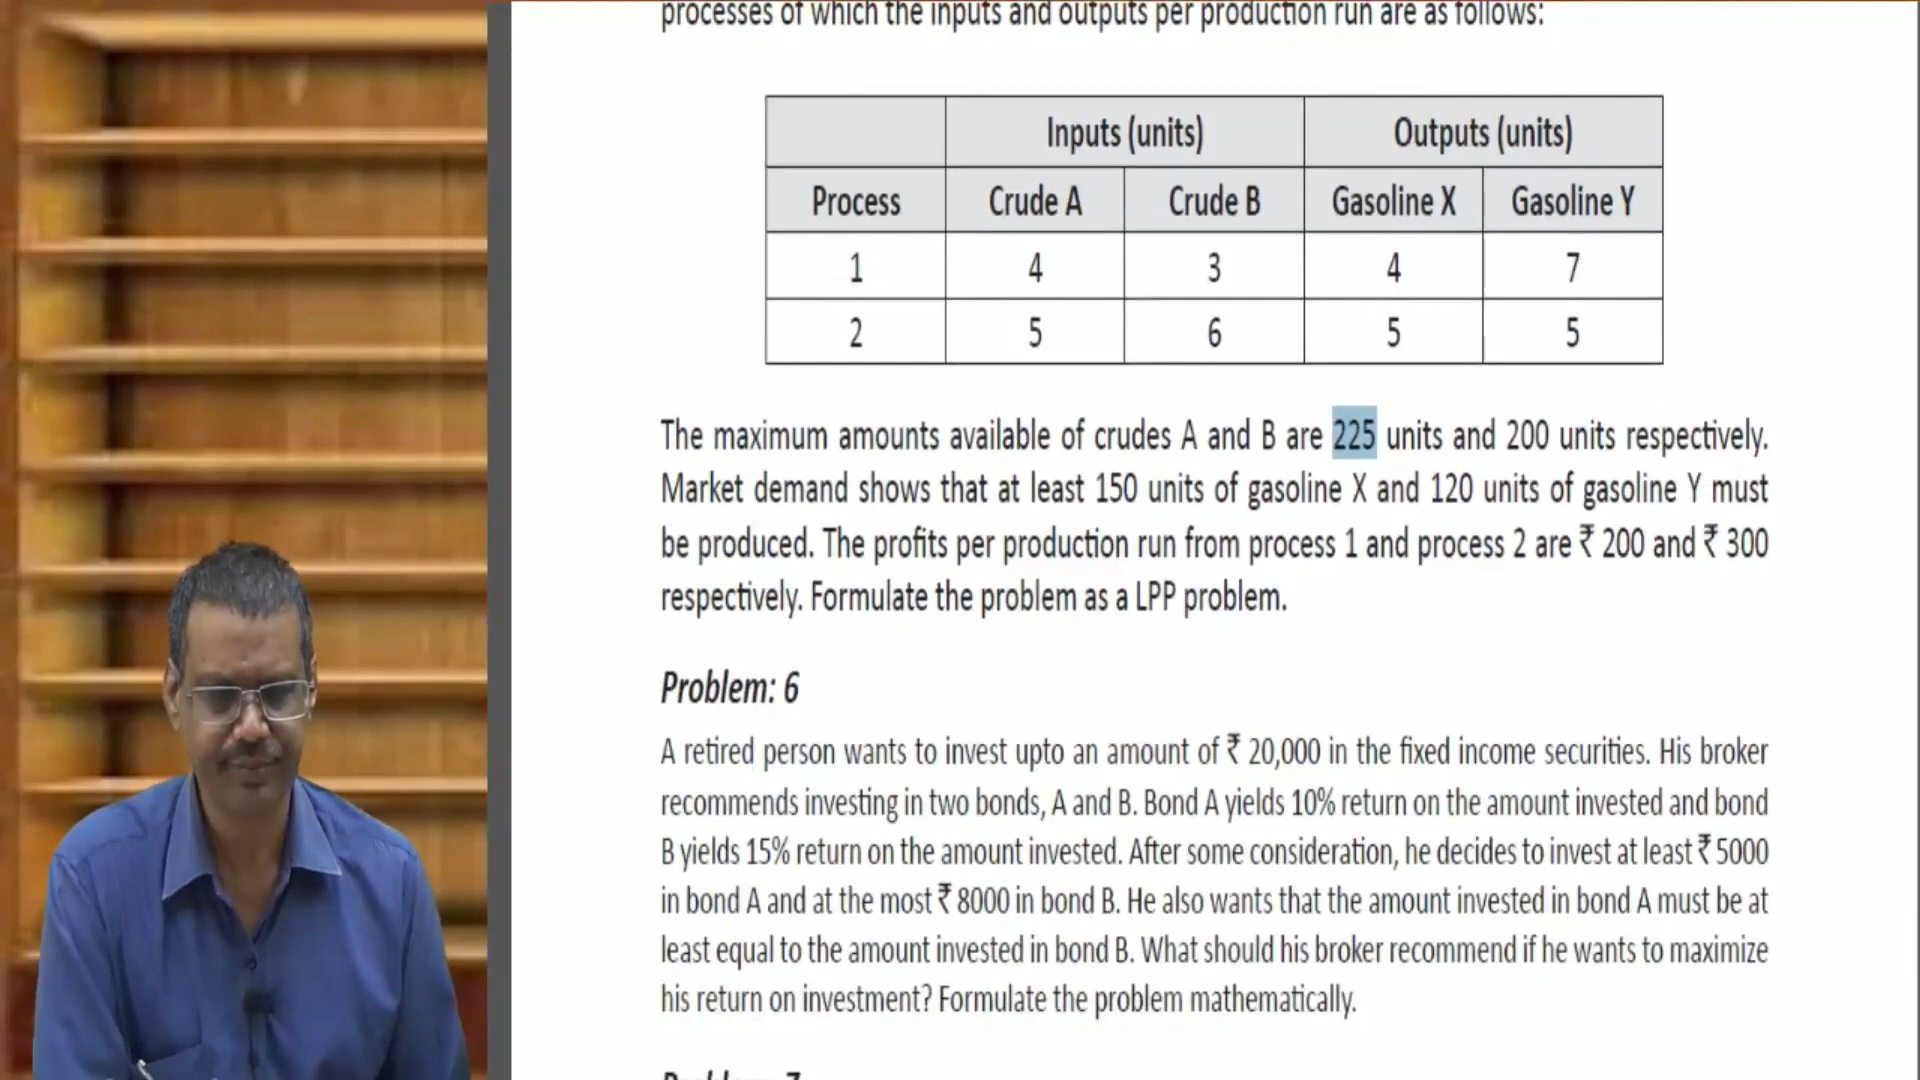 processes of which the inputs and outputs per production run are as follows:
Inputs (units) Outputs (units)
Process Crude A Crude B Gasoline X Gasoline Y
1 4 3 4 7
2 5 6 5 5
The maximum amounts available of crudes A and B are 225 units and 200 units respectively.
Market demand shows that at least 150 units of gasoline X and 120 units of gasoline Y must
be produced. The profits per production run from process 1 and process 2 are ₹ 200 and ₹ 300
respectively. Formulate the problem as a LPP problem.
Problem: 6
A retired person wants to invest upto an amount of ₹ 20,000 in the fixed income securities. His broker
recommends investing in two bonds, A and B. Bond A yields 10% return on the amount invested and bond
B yields 15% return on the amount invested. After some consideration, he decides to invest at least ₹ 5000
in bond A and at the most ₹ 8000 in bond B. He also wants that the amount invested in bond A must be at
least equal to the amount invested in bond B. What should his broker recommend if he wants to maximize
his return on investment? Formulate the problem mathematically.
Problem: 7